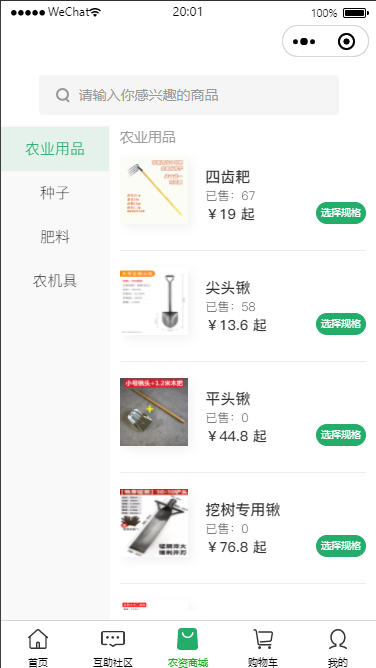 ●●●●● WeChat
20:01
100%
请输入你感兴趣的商品
农业用品
种子
肥料
农机具
农业用品
四齿耙
已售：67
￥19 起
选择规格
尖头锹
已售：58
￥13.6 起
选择规格
小号锹头+1.2米木把
平头锹
已售：0
￥44.8 起
选择规格
挖树专用锹
已售：0
￥76.8 起
选择规格
首页
互助社区
农资商城
购物车
我的